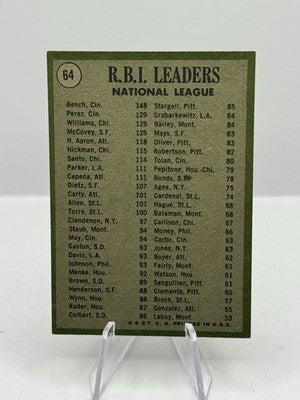 64
R.B.I. LEADERS
NATIONAL LEAGUE
Bench, Cin. 148
Perez, Cin. 129
Williams, Chi. 129
McCovey, S.F. 126
H. Aaron, Atl. 118
Hickman, Chi. 115
Santo, Chi. 114
Parker, L.A. 111
Cepeda, Atl. 111
Dietz, S.F. 107
Carty, Atl. 101
Allen, St.L. 101
Torre, St.L. 100
Clendenon, N.Y. 97
Staub, Mont. 94
May, Cin. 94
Gaston, S.D. 93
Davis, L.A. 93
Johnson, Phil. 93
Menke, Hou. 92
Brown, S.D. 89
Henderson, S.F. 88
Wynn, Hou. 88
Rader, Hou. 87
Colbert, S.D. 86
Stargell, Pitt. 85
Grabarkewitz, L.A. 84
Bailey, Mont. 84
Mays, S.F. 83
Oliver, Pitt. 83
Robertson, Pitt. 82
Tolan, Cin. 80
Pepitone, Hou.-Chi. 79
Bonds, S.F. 78
Agee, N.Y. 75
Cardenal, St.L. 74
Hague, St.L. 68
Bateman, Mont. 68
Callison, Chi.
Money, Phil. 66
Carbo, Cin. 63
Jones, N.Y. 63
Boyer, Atl.
Fairly, Mont. 61
Watson, Hou. 61
Sanguillen, Pitt. 61
Clemente, Pitt. 60
Brock, St.L. 57
Gonzalez, Atl. 55
Laboy, Mont. 53
© T. C. G. PRINTED IN U.S.A.